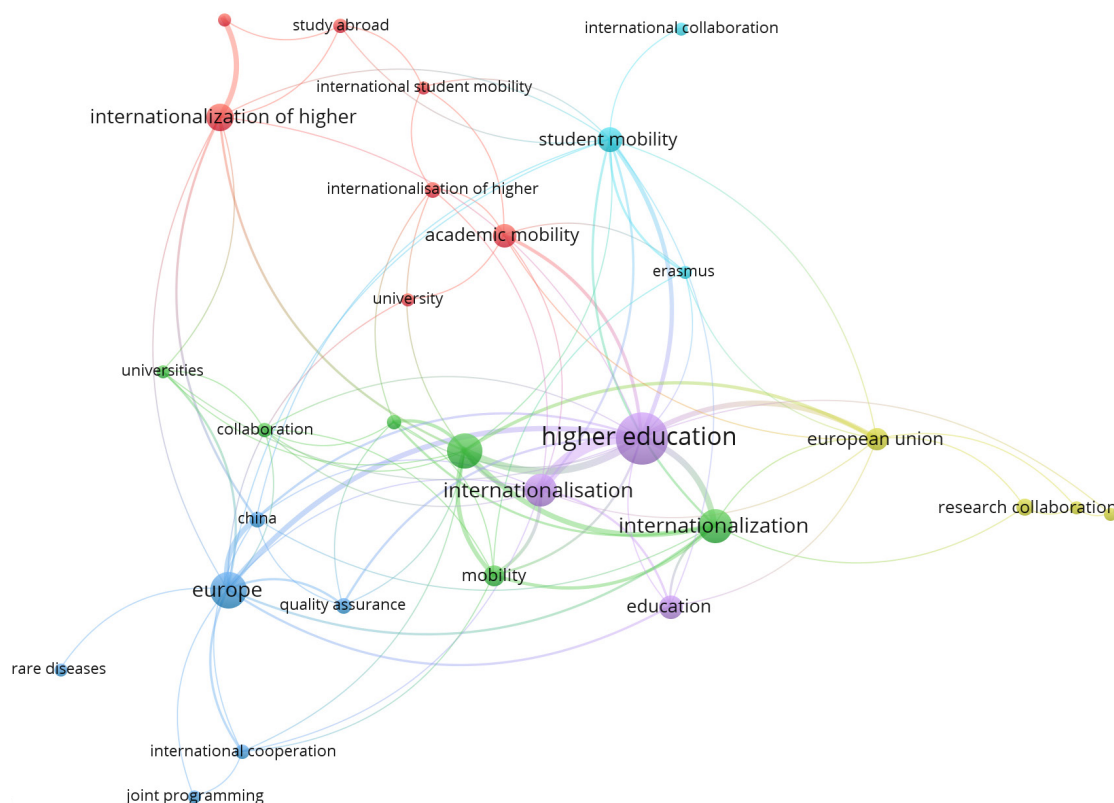 study abroad
international collaboration
international student mobility
internationalization of higher
student mobility
internationalisation of higher
academic mobility
erasmus
university
universities
collaboration
higher education
european union
internationalisation
research collaboration
china
internationalization
mobility
europe
quality assurance
education
rare diseases
international cooperation
joint programming